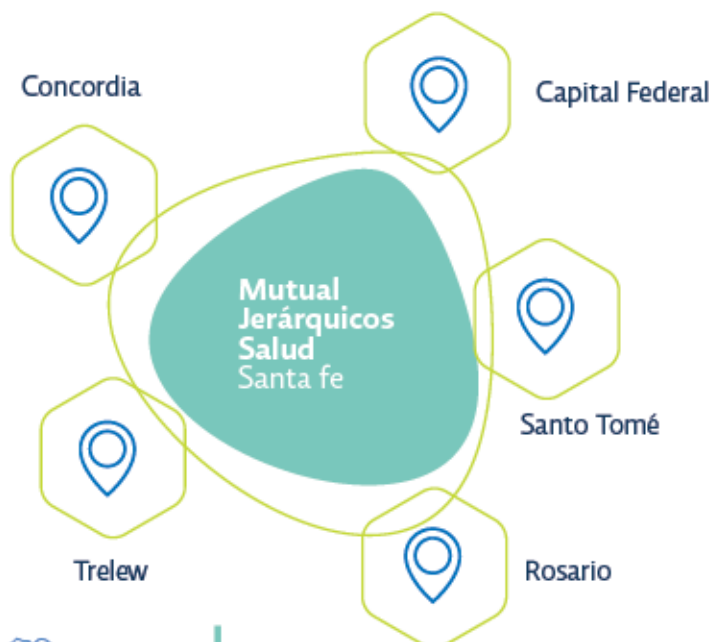 Concordia
Capital Federal
Mutual
Jerárquicos
Salud
Santa fe
Santo Tomé
Trelew
Rosario